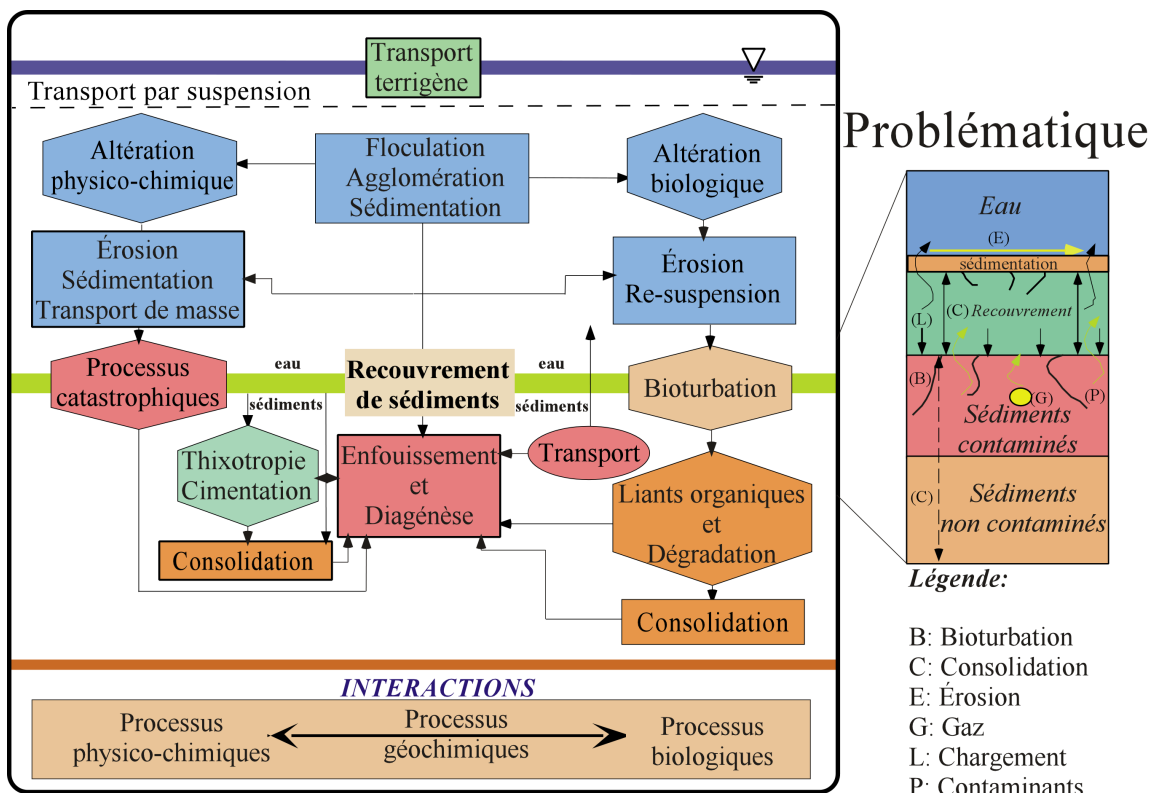 Transport
terrigène
Transport par suspension
Altération
physico-chimique
Floculation
Agglomération
Sédimentation
Altération
biologique
Érosion
Sédimentation
Transport de masse
Érosion
Re-suspension
Processus
catastrophiques
eau
sédiments
Recouvrement
de sédiments
eau
sédiments
Bioturbation
Thixotropie
Cimentation
Enfouissement
et
Diagénèse
Transport
Liants organiques
et
Dégradation
Consolidation
Consolidation
INTERACTIONS
Processus
physico-chimiques
Processus
géochimiques
Processus
biologiques
Problématique
Eau
(E)
sédimentation
(L)
(C)
Recouvrement
(B)
(G)
(P)
Sédiments
contaminés
(C)
Sédiments
non contaminés
Légende:
B: Bioturbation
C: Consolidation
E: Érosion
G: Gaz
L: Chargement
P: Contaminants